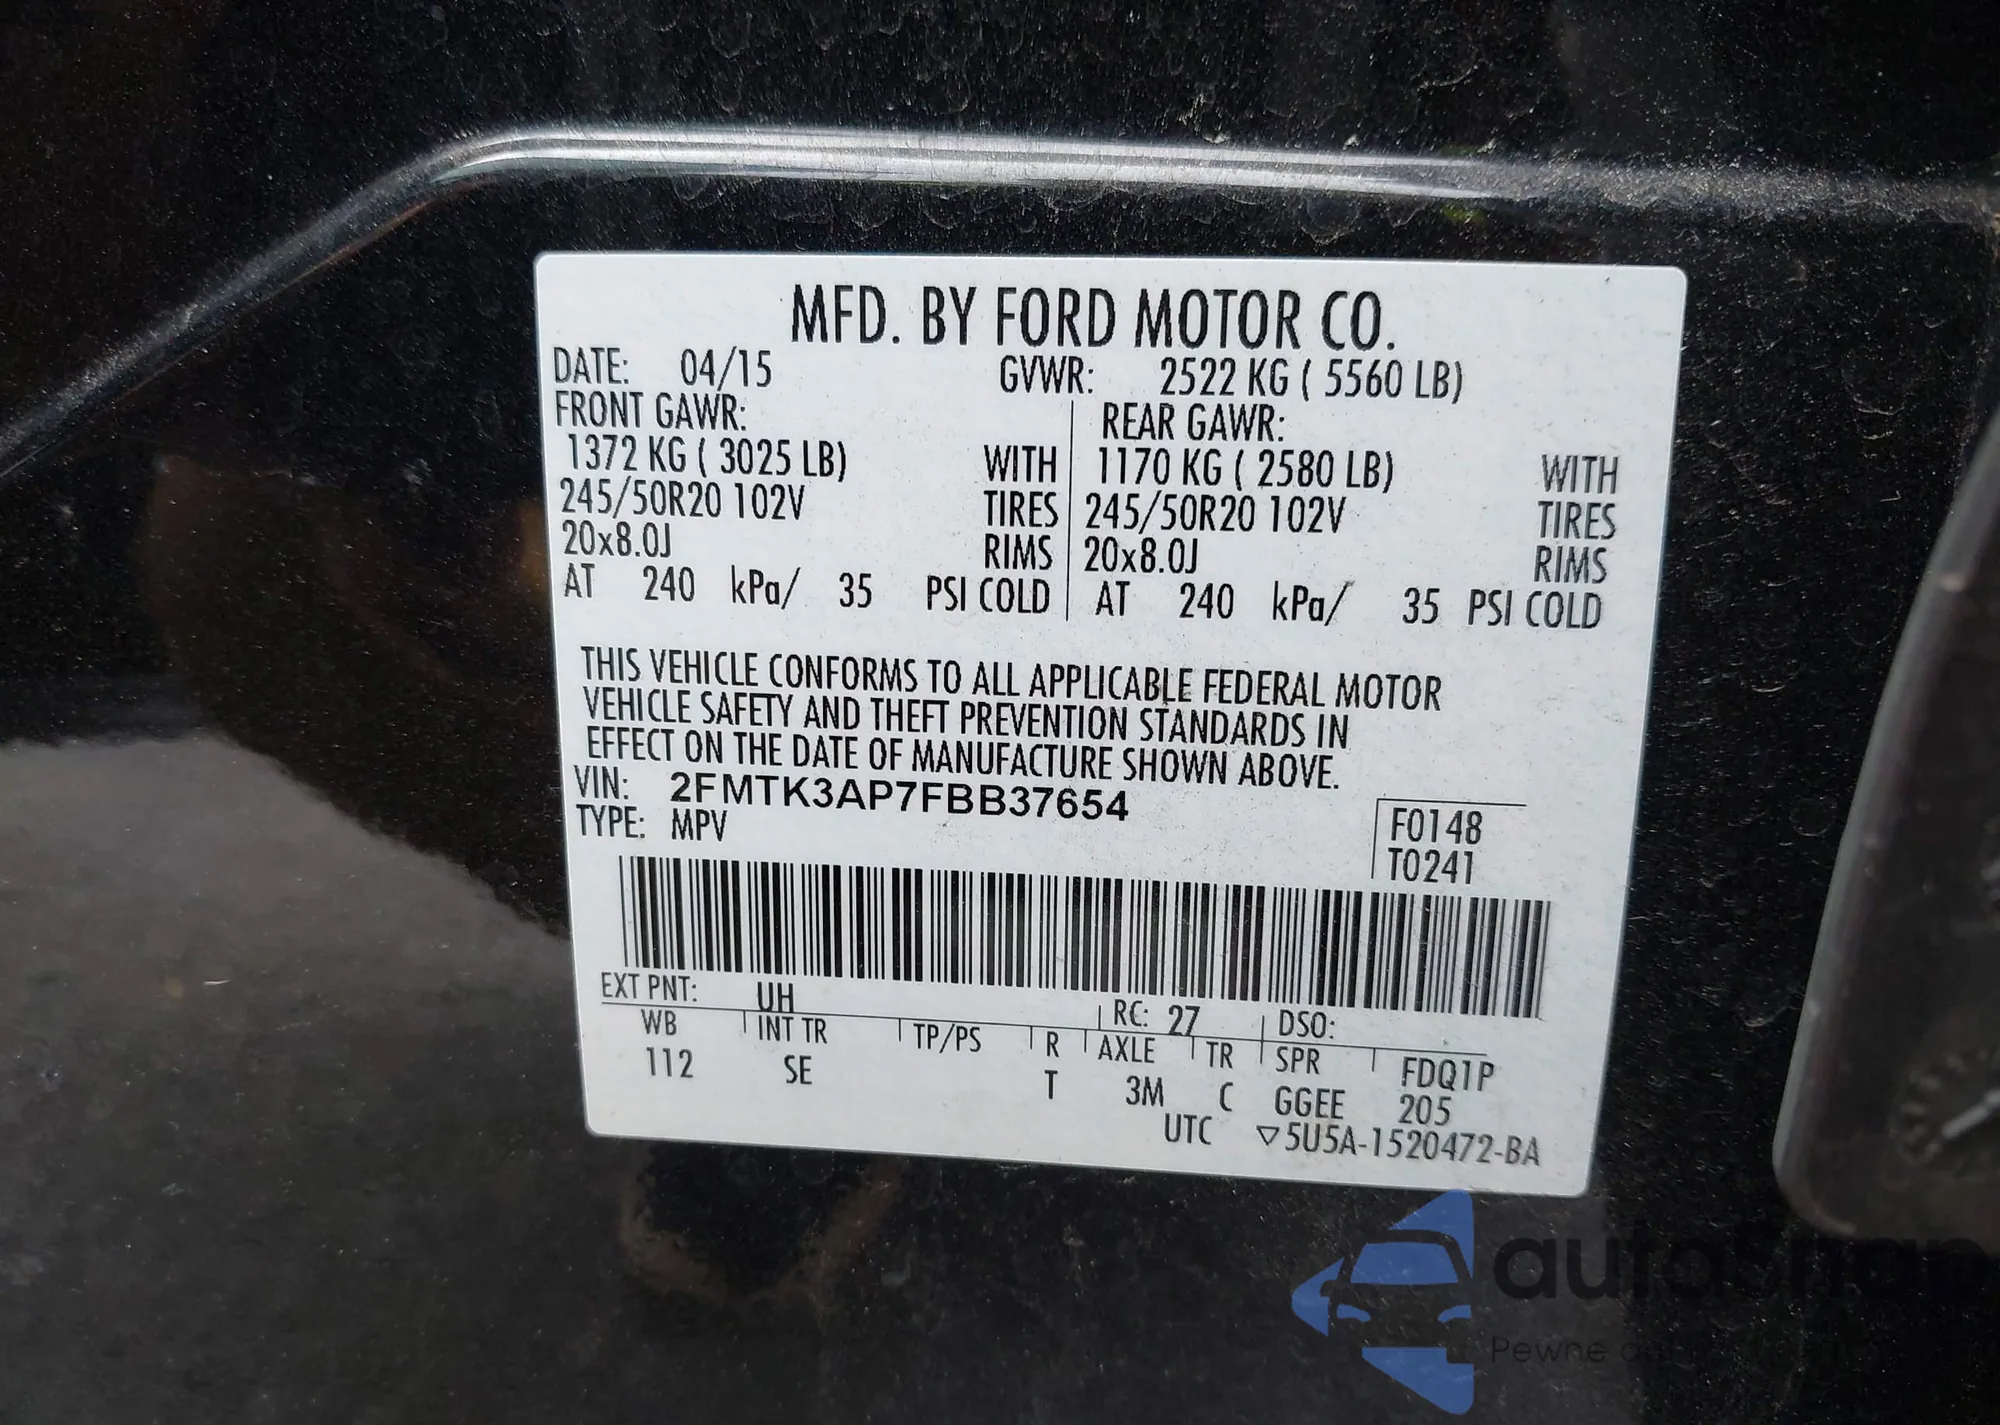 MFD. BY FORD MOTOR CO.
DATE: 04/15 GVWR: 2522 KG ( 5560 LB)
FRONT GAWR: REAR GAWR:
1372 KG ( 3025 LB) WITH 1170 KG ( 2580 LB) WITH
245/50R20 102V TIRES 245/50R20 102V TIRES
20x8.0J RIMS 20x8.0J RIMS
AT 240 kPa/ 35 PSI COLD AT 240 kPa/ 35 PSI COLD
THIS VEHICLE CONFORMS TO ALL APPLICABLE FEDERAL MOTOR
VEHICLE SAFETY AND THEFT PREVENTION STANDARDS IN
EFFECT ON THE DATE OF MANUFACTURE SHOWN ABOVE.
VIN: 2FMTK3AP7FBB37654
TYPE: MPV
F0148
T0241
EXT PNT: UH RC: 27 DSO:
WB INT TR TP/PS R AXLE TR SPR FDQ1P
112 SE T 3M C GGEE 205
UTC ▽5U5A-1520472-BA
autosnap
Pewne